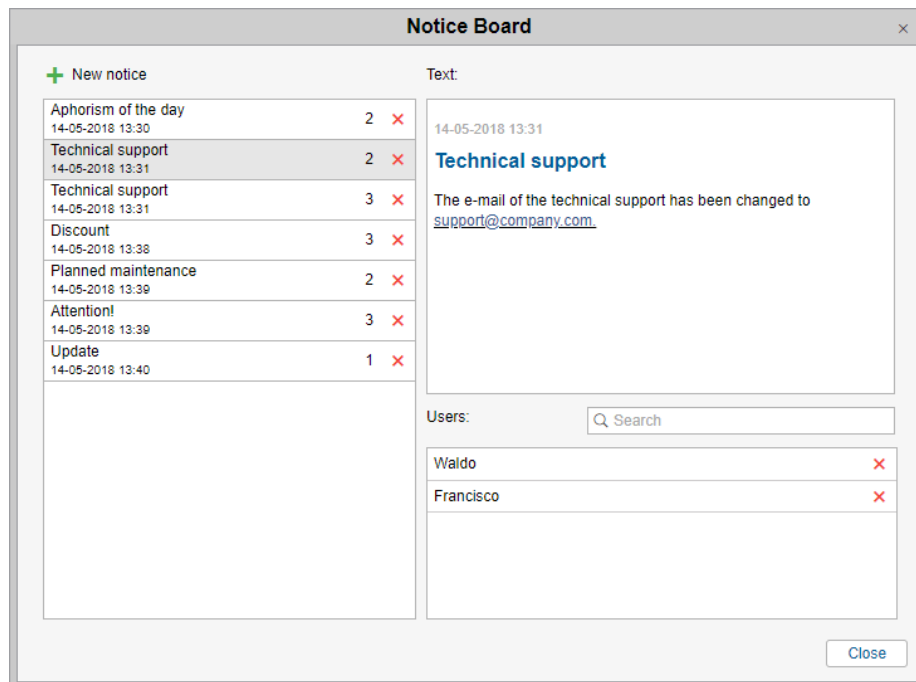 Notice Board
New notice
Aphorism of the day
14-05-2018 13:30
2
Technical support
14-05-2018 13:31
2
Technical support
14-05-2018 13:31
3
Discount
14-05-2018 13:38
3
Planned maintenance
14-05-2018 13:39
2
Attention!
14-05-2018 13:39
3
Update
14-05-2018 13:40
1
Text:
14-05-2018 13:31
Technical support
The e-mail of the technical support has been changed to
support@company.com.
Users:
Search
Waldo
Francisco
Close